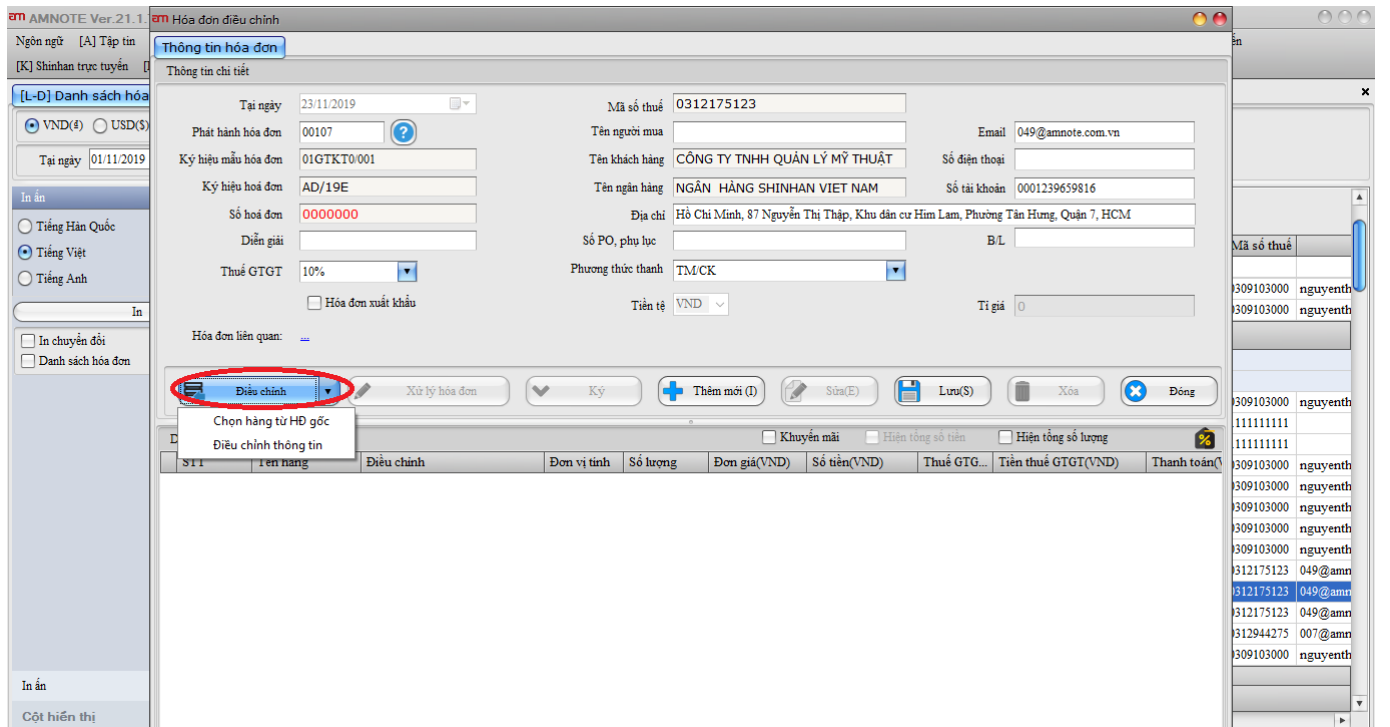 am AMNOTE Ver.21.1.
am Hóa đơn điều chỉnh
Ngôn ngữ [A] Tập tin
[K] Shinhan trực tuyến
Thông tin hóa đơn
Thông tin chi tiết
[L-D] Danh sách hóa
VND(₫) USD($)
Tại ngày 01/11/2019
In ấn
Tiếng Hàn Quốc
Tiếng Việt
Tiếng Anh
In
In chuyển đổi
Danh sách hóa đơn
In ấn
Cột hiển thị
Tại ngày 23/11/2019 Mã số thuế 0312175123
Phát hành hóa đơn 00107 ? Tên người mua Email 049@amnote.com.vn
Ký hiệu mẫu hóa đơn 01GTKT0/001 Tên khách hàng CÔNG TY TNHH QUẢN LÝ MỸ THUẬT Số điện thoại
Ký hiệu hoá đơn AD/19E Tên ngân hàng NGÂN HÀNG SHINHAN VIET NAM Số tài khoản 0001239659816
Số hoá đơn 0000000 Địa chỉ Hồ Chi Minh, 87 Nguyễn Thị Thập, Khu dân cư Him Lam, Phường Tân Hưng, Quận 7, HCM
Diễn giải Số PO, phụ lục B/L
Thuế GTGT 10% Phương thức thanh TM/CK
Hóa đơn xuất khẩu Tiền tệ VND Tỉ giá 0
Hóa đơn liên quan: ...
Điều chỉnh Xử lý hóa đơn Ký Thêm mới (I) Sửa(E) Lưu(S) Xóa Đóng
Chọn hàng từ HĐ gốc
Điều chỉnh thông tin
D Khuyến mãi Hiện tổng số tiền Hiện tổng số lượng %
STT Tên hàng Điều chỉnh Đơn vị tính Số lượng Đơn giá(VND) Số tiền(VND) Thuế GTG... Tiền thuế GTGT(VND) Thanh toán(V
Mã số thuế
0309103000 nguyenth
0309103000 nguyenth
0309103000 nguyenth
1111111111
1111111111
0309103000 nguyenth
0309103000 nguyenth
0309103000 nguyenth
0309103000 nguyenth
0309103000 nguyenth
0312175123 049@amn
0312175123 049@amn
0312175123 049@amn
0312944275 007@amn
0309103000 nguyenth